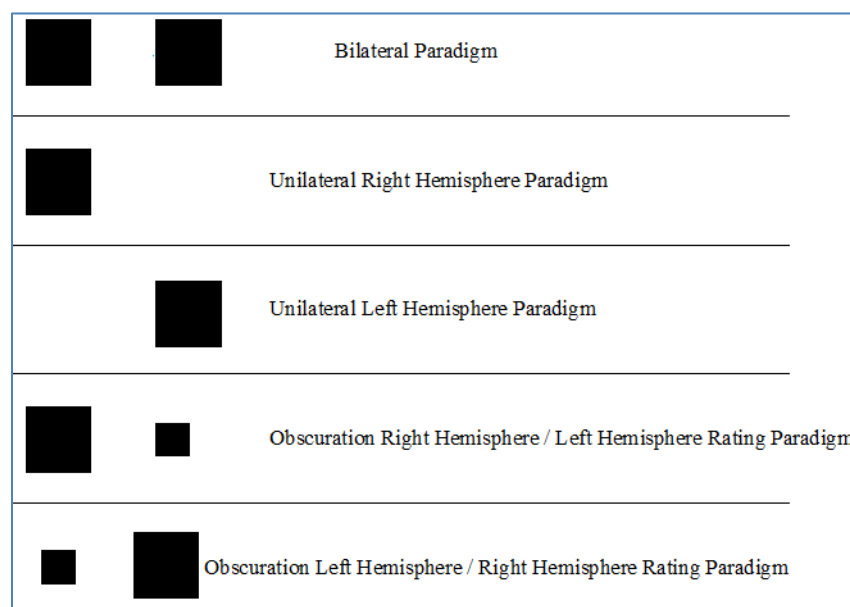 Bilateral Paradigm
Unilateral Right Hemisphere Paradigm
Unilateral Left Hemisphere Paradigm
Obscuration Right Hemisphere / Left Hemisphere Rating Paradigm
Obscuration Left Hemisphere / Right Hemisphere Rating Paradigm